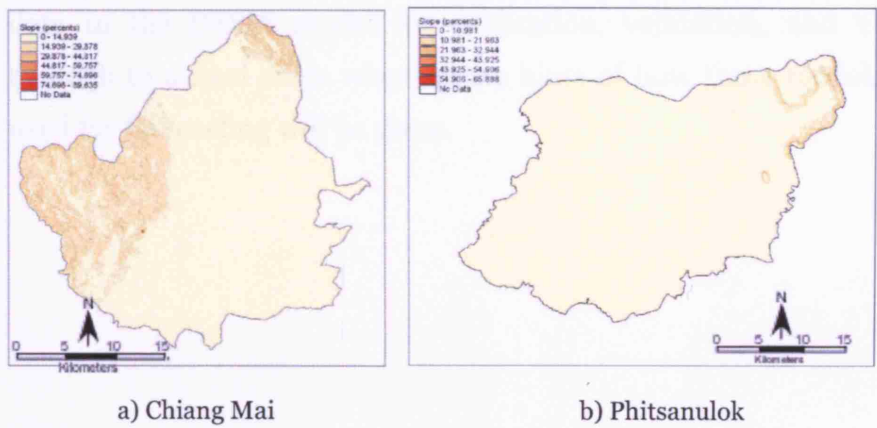 Slope (percents)
0 - 14.939
14.939 - 29.878
29.878 - 44.817
44.817 - 59.757
59.757 - 74.696
74.696 - 89.635
No Data
N
0 5 10 15
Kilometers
a) Chiang Mai
Slope (percents)
0 - 10.981
10.981 - 21.963
21.963 - 32.944
32.944 - 43.925
43.925 - 54.906
54.906 - 65.888
No Data
N
0 5 10 15
Kilometers
b) Phitsanulok